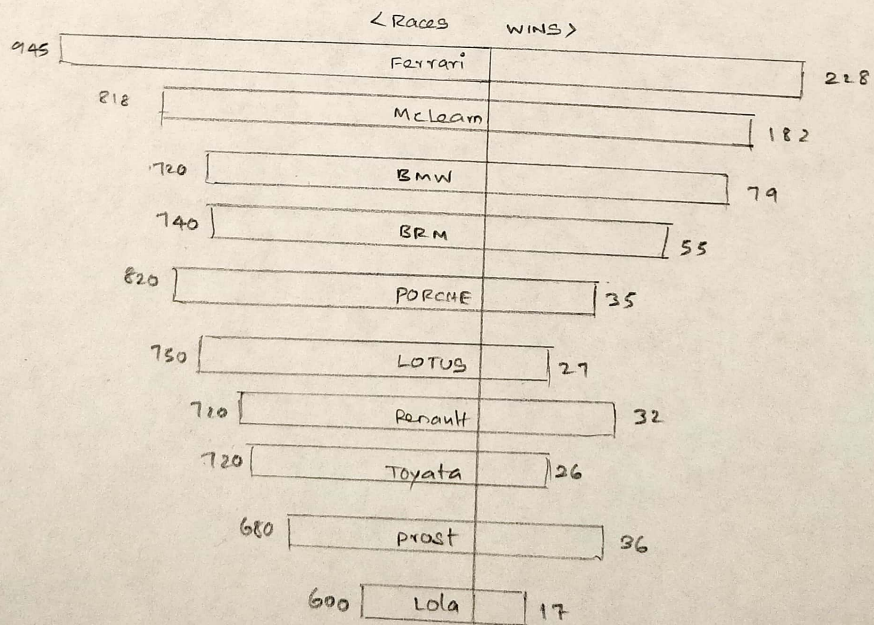 < Races WINS >
945 Ferrari 228
818 McLearn 182
720 BMW 79
740 BRM 55
820 PORCHE 35
750 LOTUS 27
720 Renault 32
720 Toyata 26
680 prost 36
600 Lola 17